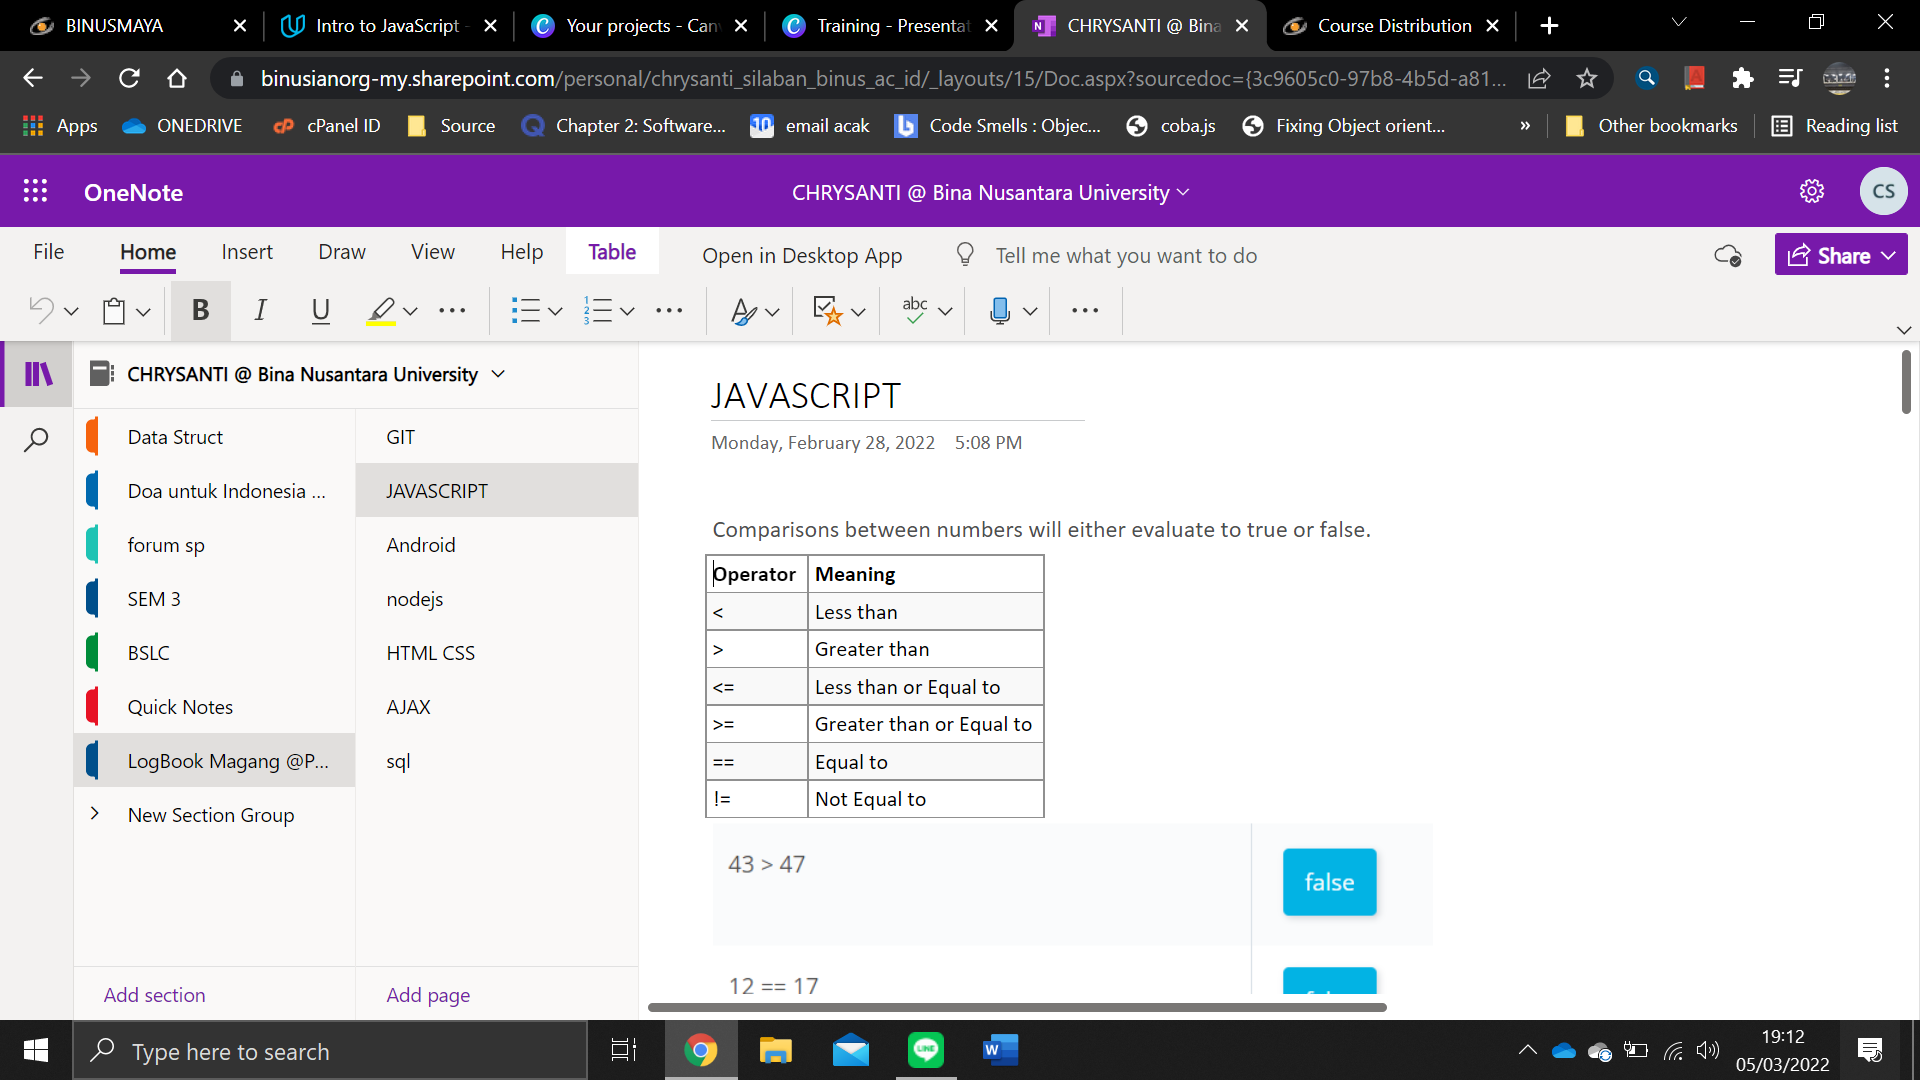 BINUSMAYA
Intro to JavaScript -
Your projects - Can
Training - Presentat
CHRYSANTI @ Bina
Course Distribution
binusianorg-my.sharepoint.com/personal/chrysanti_silaban_binus_ac_id/_layouts/15/Doc.aspx?sourcedoc={3c9605c0-97b8-4b5d-a81...
Apps
ONEDRIVE
cPanel ID
Source
Chapter 2: Software...
10
email acak
Code Smells : Objec...
coba.js
Fixing Object orient...
»
Other bookmarks
Reading list
OneNote
CHRYSANTI @ Bina Nusantara University
CS
File
Home
Insert
Draw
View
Help
Table
Open in Desktop App
Tell me what you want to do
Share
B
I
U
abc
CHRYSANTI @ Bina Nusantara University
Data Struct
Doa untuk Indonesia ...
forum sp
SEM 3
BSLC
Quick Notes
LogBook Magang @P...
New Section Group
Add section
GIT
JAVASCRIPT
Android
nodejs
HTML CSS
AJAX
sql
Add page
JAVASCRIPT
Monday, February 28, 2022 5:08 PM
Comparisons between numbers will either evaluate to true or false.
Operator Meaning
< Less than
> Greater than
<= Less than or Equal to
>= Greater than or Equal to
== Equal to
!= Not Equal to
43 > 47 false
12 == 17
Type here to search
LINE
W
19:12
05/03/2022